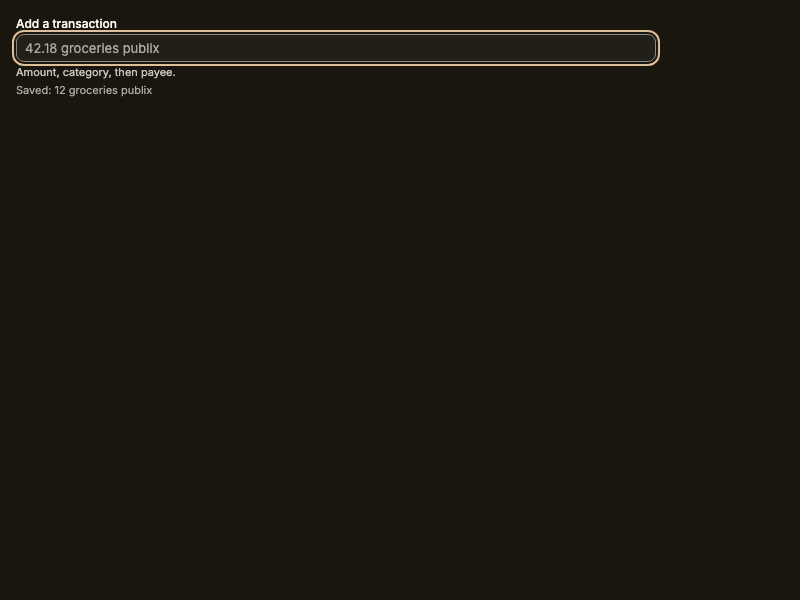 Add a transaction
42.18 groceries publix
Amount, category, then payee.
Saved: 12 groceries publix